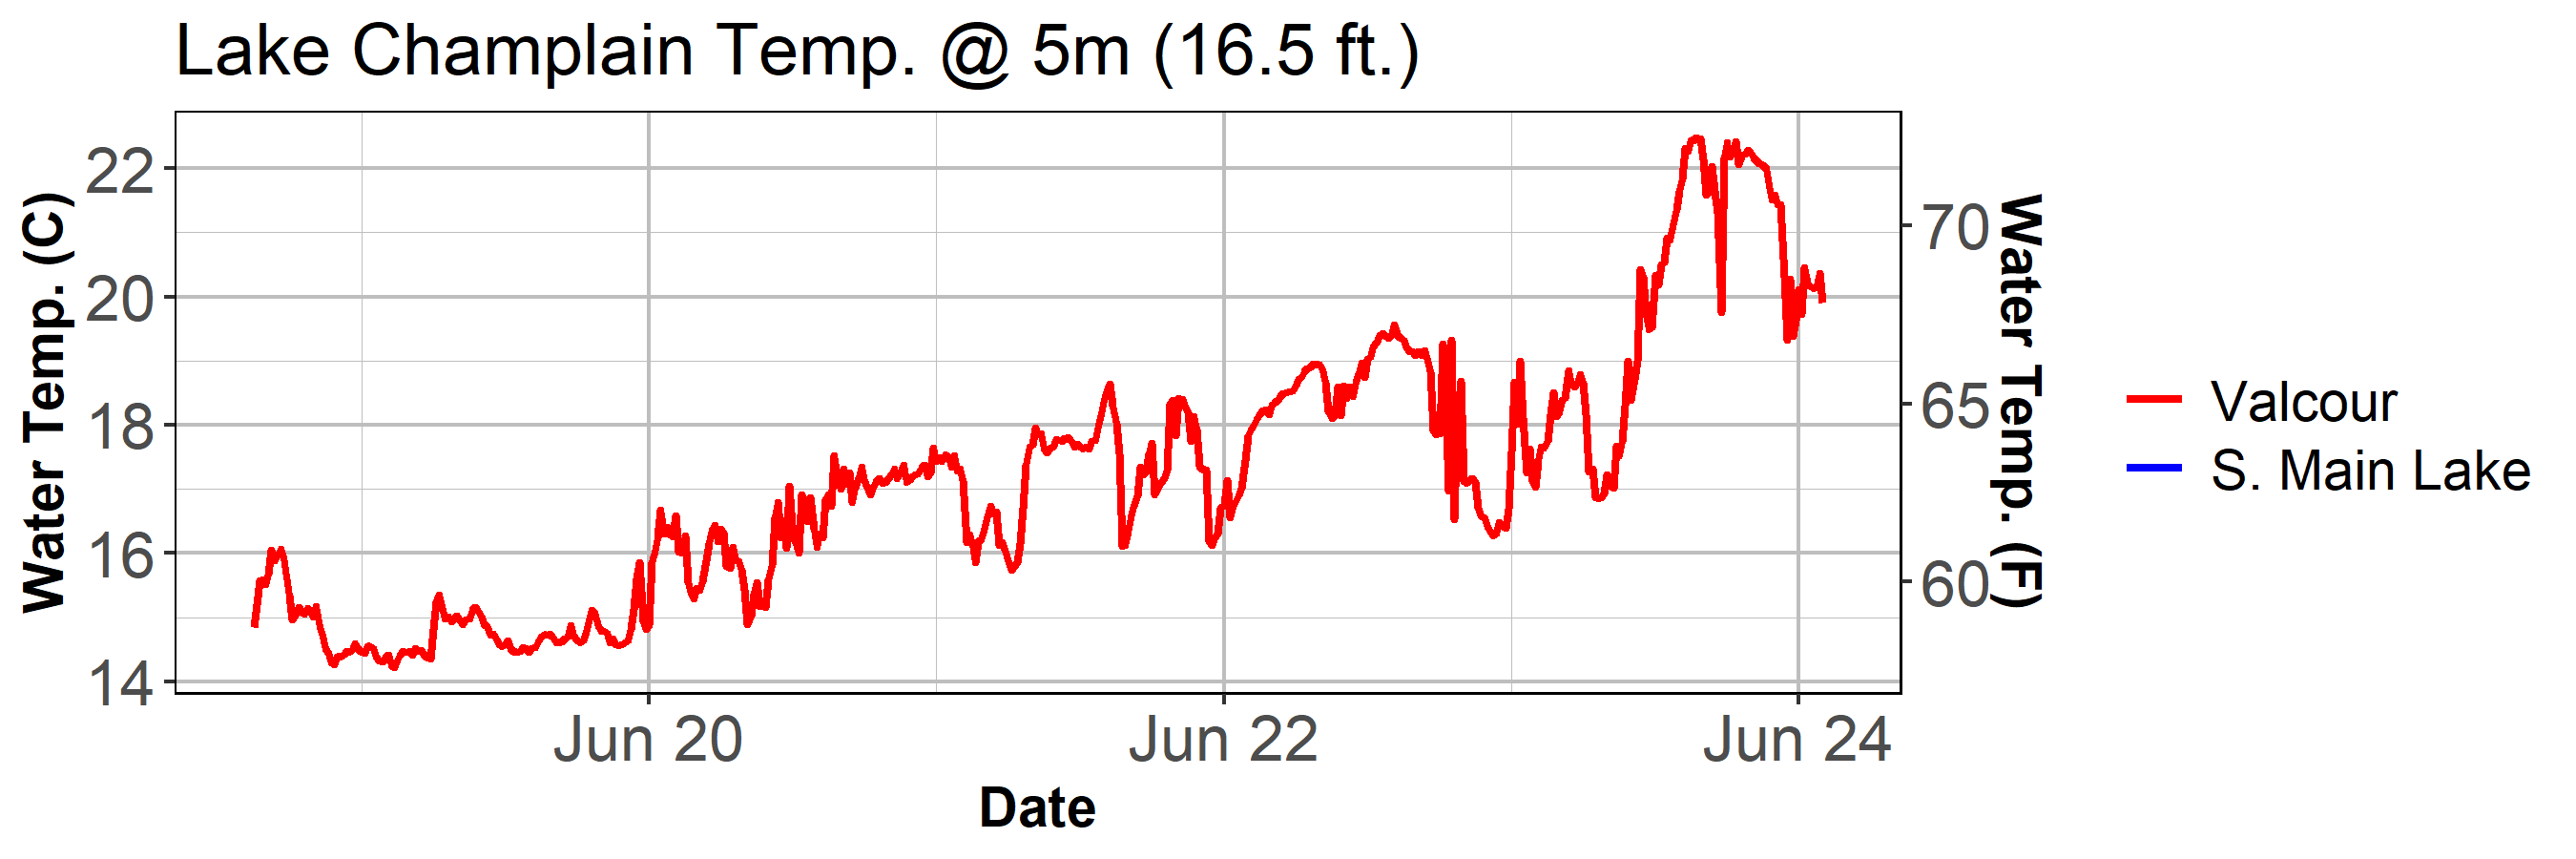 Lake Champlain Temp. @ 5m (16.5 ft.)
Water Temp. (C)
22
20
18
16
14
70
65
60
Water Temp. (F)
Jun 20
Jun 22
Jun 24
Date
Valcour
S. Main Lake